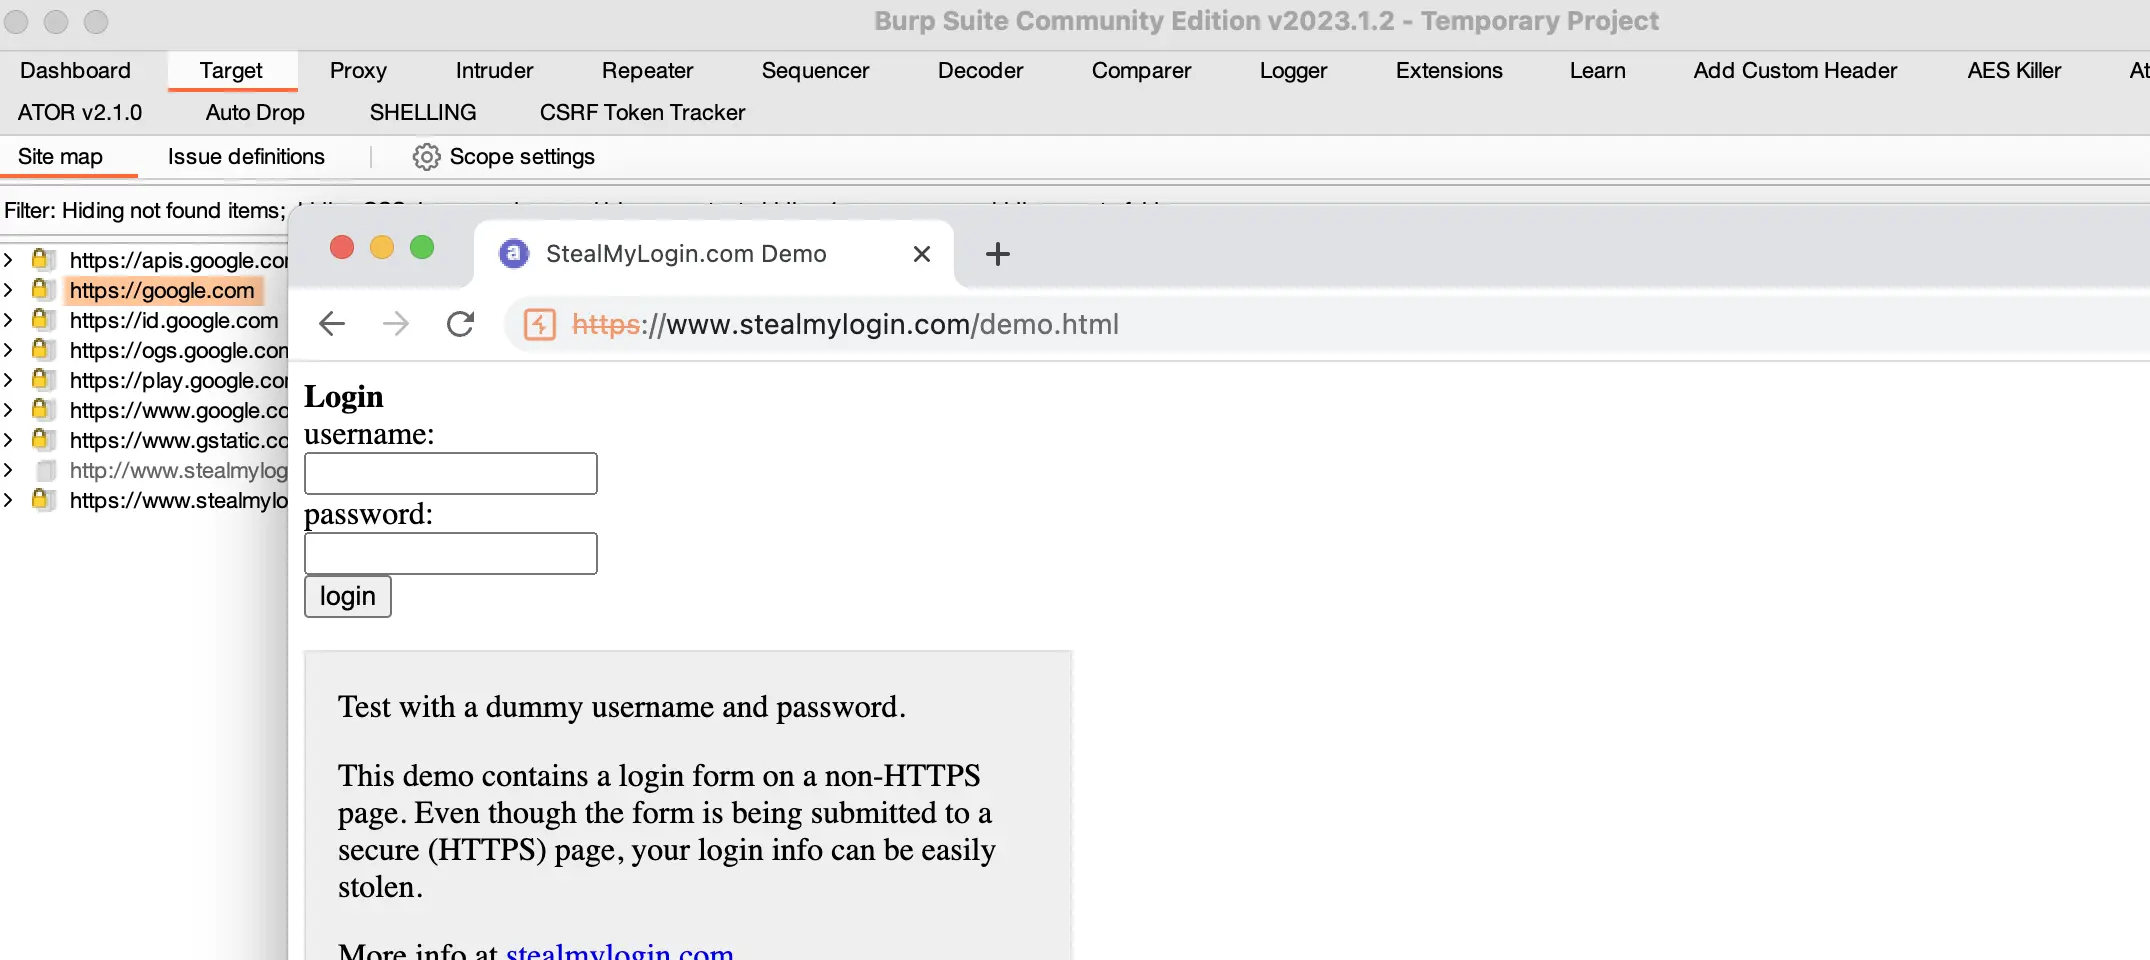 Burp Suite Community Edition v2023.1.2 - Temporary Project
Dashboard Target Proxy Intruder Repeater Sequencer Decoder Comparer Logger Extensions Learn Add Custom Header AES Killer At
ATOR v2.1.0 Auto Drop SHELLING CSRF Token Tracker
Site map Issue definitions Scope settings
Filter: Hiding not found items;
https://apis.google.com
https://google.com
https://id.google.com
https://ogs.google.com
https://play.google.com
https://www.google.co
https://www.gstatic.co
http://www.stealmylog
https://www.stealmylo
StealMyLogin.com Demo
https://www.stealmylogin.com/demo.html
Login
username:
password:
login
Test with a dummy username and password.
This demo contains a login form on a non-HTTPS
page. Even though the form is being submitted to a
secure (HTTPS) page, your login info can be easily
stolen.
More info at stealmylogin.com